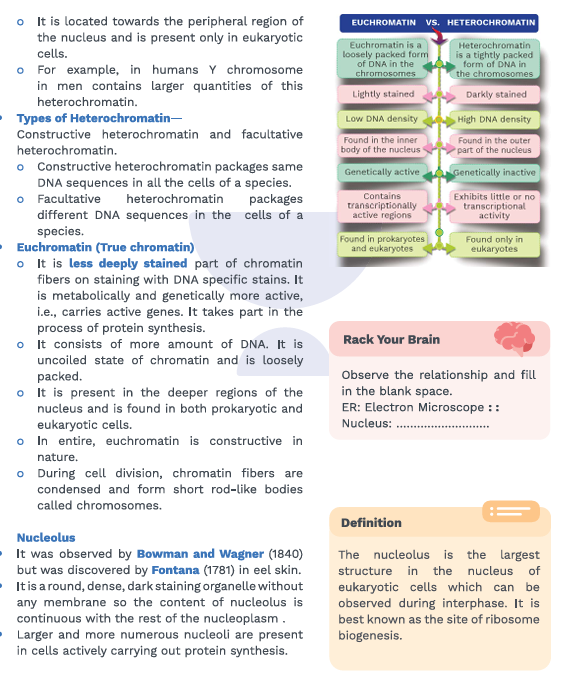 It is located towards the peripheral region of
the nucleus and is present only in eukaryotic
cells.
For example, in humans Y chromosome
in men contains larger quantities of this
heterochromatin.
Types of Heterochromatin—
Constructive heterochromatin and facultative
heterochromatin.
Constructive heterochromatin packages same
DNA sequences in all the cells of a species.
Facultative heterochromatin packages
different DNA sequences in the cells of a
species.
Euchromatin (True chromatin)
It is less deeply stained part of chromatin
fibers on staining with DNA specific stains. It
is metabolically and genetically more active,
i.e., carries active genes. It takes part in the
process of protein synthesis.
It consists of more amount of DNA. It is
uncoiled state of chromatin and is loosely
packed.
It is present in the deeper regions of the
nucleus and is found in both prokaryotic and
eukaryotic cells.
In entire, euchromatin is constructive in
nature.
During cell division, chromatin fibers are
condensed and form short rod-like bodies
called chromosomes.
Nucleolus
It was observed by Bowman and Wagner (1840)
but was discovered by Fontana (1781) in eel skin.
It is a round, dense, dark staining organelle without
any membrane so the content of nucleolus is
continuous with the rest of the nucleoplasm .
Larger and more numerous nucleoli are present
in cells actively carrying out protein synthesis.
EUCHROMATIN VS. HETEROCHROMATIN
Euchromatin is a
loosely packed form
of DNA in the
chromosomes
Heterochromatin
is a tightly packed
form of DNA in
the chromosomes
Lightly stained
Darkly stained
Low DNA density
High DNA density
Found in the inner
body of the nucleus
Found in the outer
part of the nucleus
Genetically active
Genetically inactive
Contains
transcriptionally
active regions
Exhibits little or no
transcriptional
activity
Found in prokaryotes
and eukaryotes
Found only in
eukaryotes
Rack Your Brain
Observe the relationship and fill
in the blank space.
ER: Electron Microscope : :
Nucleus: ...........................
Definition
The nucleolus is the largest
structure in the nucleus of
eukaryotic cells which can be
observed during interphase. It is
best known as the site of ribosome
biogenesis.